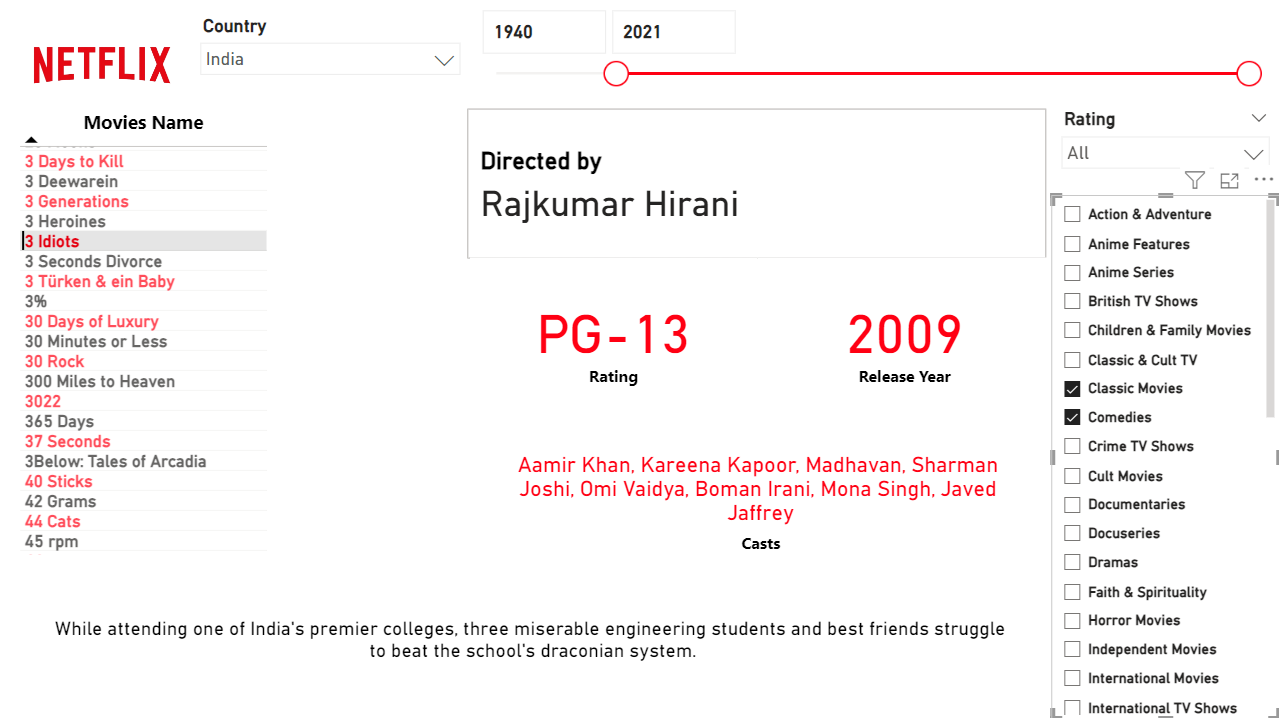 NETFLIX
Country
India
1940
2021
Movies Name
3 Days to Kill
3 Deewarein
3 Generations
3 Heroines
3 Idiots
3 Seconds Divorce
3 Türken & ein Baby
3%
30 Days of Luxury
30 Minutes or Less
30 Rock
300 Miles to Heaven
3022
365 Days
37 Seconds
3Below: Tales of Arcadia
40 Sticks
42 Grams
44 Cats
45 rpm
Directed by
Rajkumar Hirani
PG-13
Rating
2009
Release Year
Aamir Khan, Kareena Kapoor, Madhavan, Sharman
Joshi, Omi Vaidya, Boman Irani, Mona Singh, Javed
Jaffrey
Casts
While attending one of India's premier colleges, three miserable engineering students and best friends struggle
to beat the school's draconian system.
Rating
All
Action & Adventure
Anime Features
Anime Series
British TV Shows
Children & Family Movies
Classic & Cult TV
Classic Movies
Comedies
Crime TV Shows
Cult Movies
Documentaries
Docuseries
Dramas
Faith & Spirituality
Horror Movies
Independent Movies
International Movies
International TV Shows